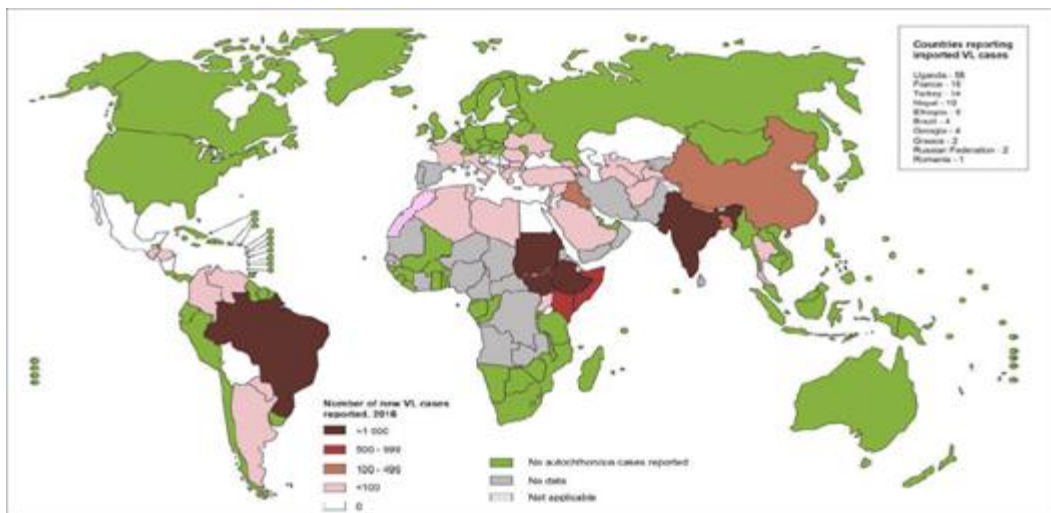 Countries reporting
imported VL cases
Uganda - 58
France - 16
Turkey - 14
Nepal - 10
Ethiopia - 6
Brazil - 4
Georgia - 4
Greece - 2
Russian Federation - 2
Romania - 1
Number of new VL cases
reported, 2016
>1 000
500 - 999
100 - 499
<100
0
No autochthonous cases reported
No data
Not applicable